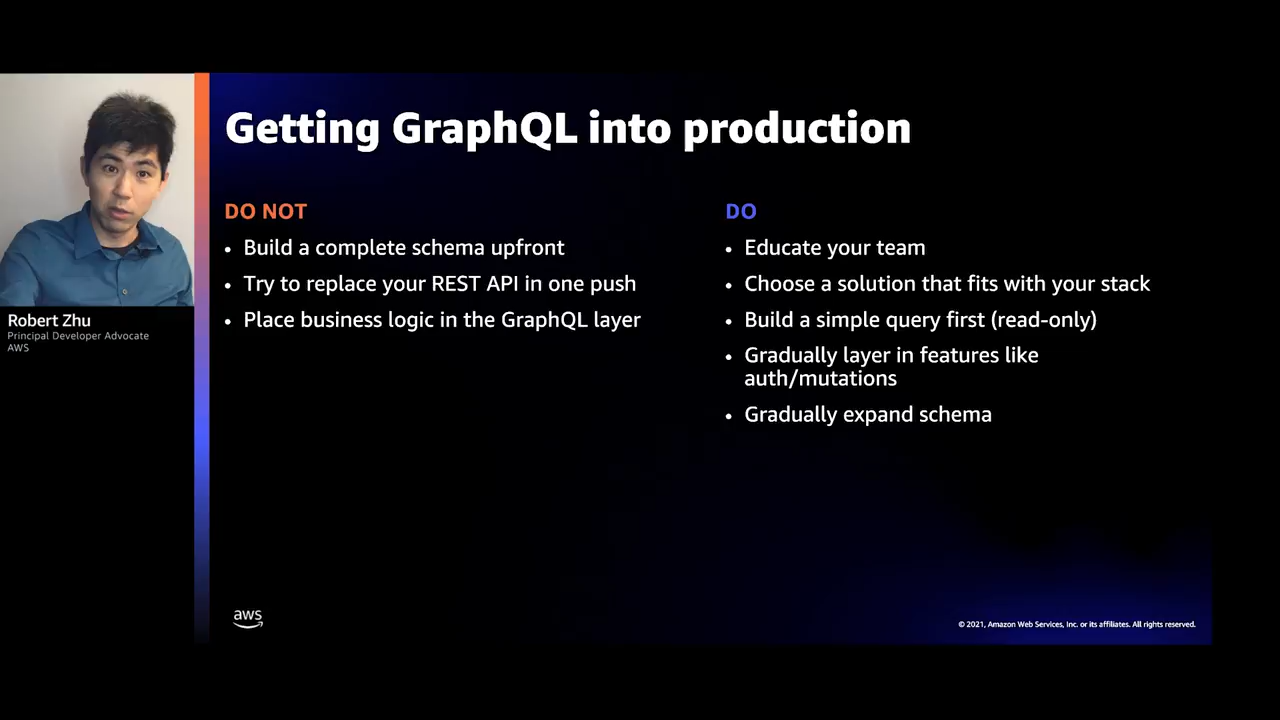 Getting GraphQL into production
DO NOT
• Build a complete schema upfront
• Try to replace your REST API in one push
• Place business logic in the GraphQL layer
DO
• Educate your team
• Choose a solution that fits with your stack
• Build a simple query first (read-only)
• Gradually layer in features like
auth/mutations
• Gradually expand schema
Robert Zhu
Principal Developer Advocate
AWS
aws
© 2021, Amazon Web Services, Inc. or its affiliates. All rights reserved.